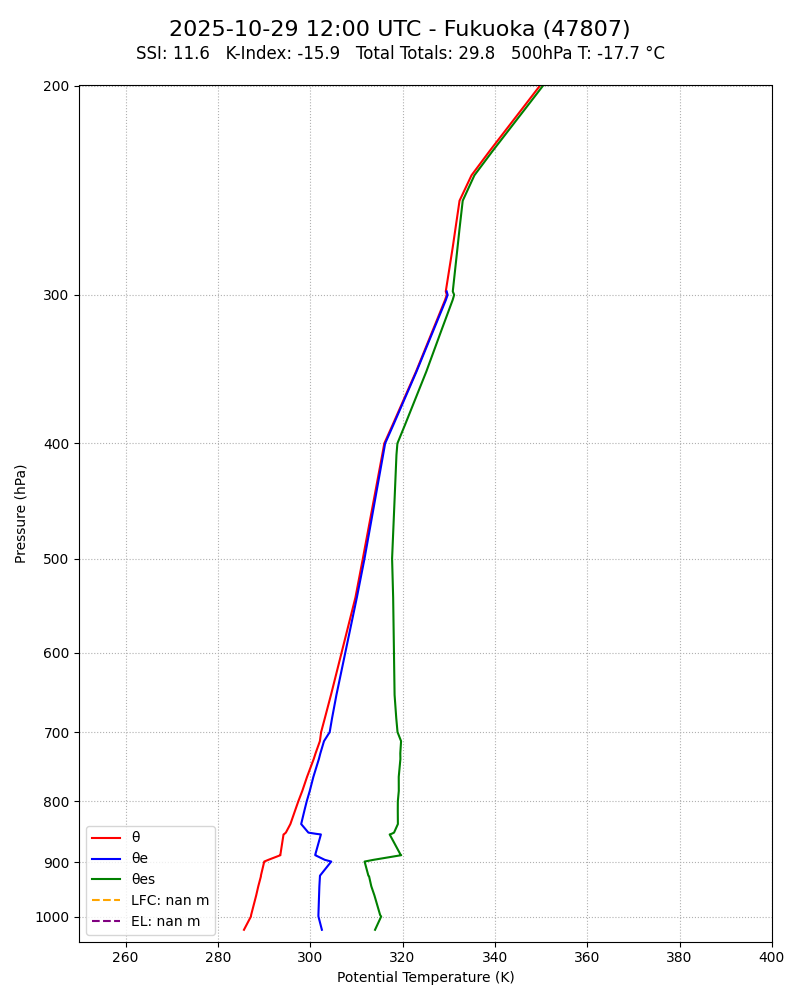 2025-10-29 12:00 UTC - Fukuoka (47807)
SSI: 11.6 K-Index: -15.9 Total Totals: 29.8 500hPa T: -17.7 °C
200
300
400
500
600
700
800
900
1000
Pressure (hPa)
θ
θe
θes
LFC: nan m
EL: nan m
260 280 300 320 340 360 380 400
Potential Temperature (K)